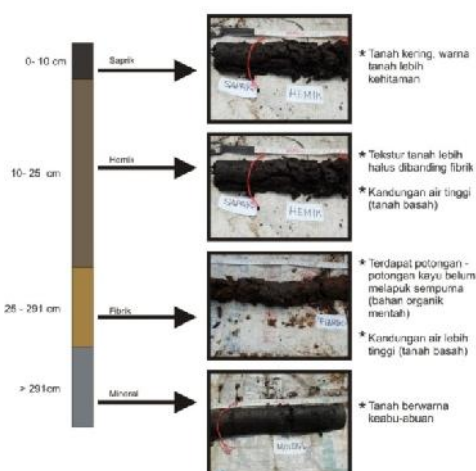 0- 10 cm
Saprik
SAPRIK
HEMIK
* Tanah kering, warna
tanah lebih
kehitaman
10- 25 cm
Hemik
SAPRIK
HEMIK
* Tekstur tanah lebih
halus dibanding fibrik
* Kandungan air tinggi
(tanah basah)
25 - 291 cm
Fibrik
FIBRIK
* Terdapat potongan -
potongan kayu belum
melapuk sempurna
(bahan organik
mentah)
* Kandungan air lebih
tinggi (tanah basah)
> 291cm
Mineral
* Tanah berwarna
keabu-abuan